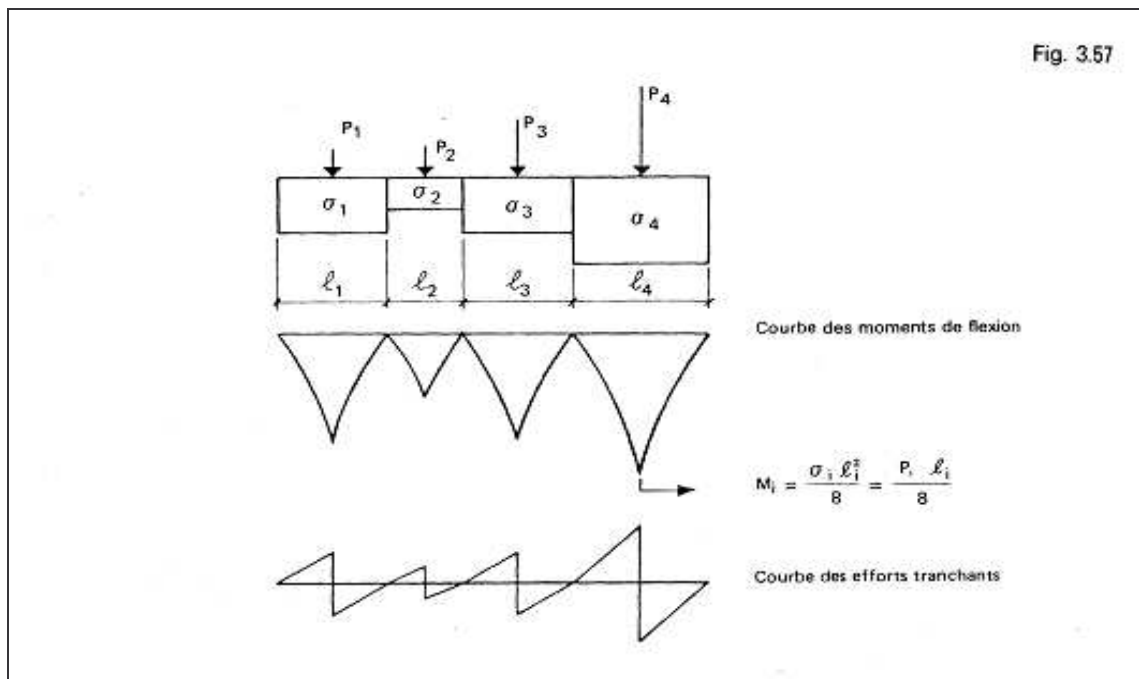 Fig. 3.57
P₁ P₂ P₃ P₄
σ₁ σ₂ σ₃ σ₄
ℓ₁ ℓ₂ ℓ₃ ℓ₄
Courbe des moments de flexion
Mᵢ = σᵢ ℓᵢ² / 8 = Pᵢ ℓᵢ / 8
Courbe des efforts tranchants